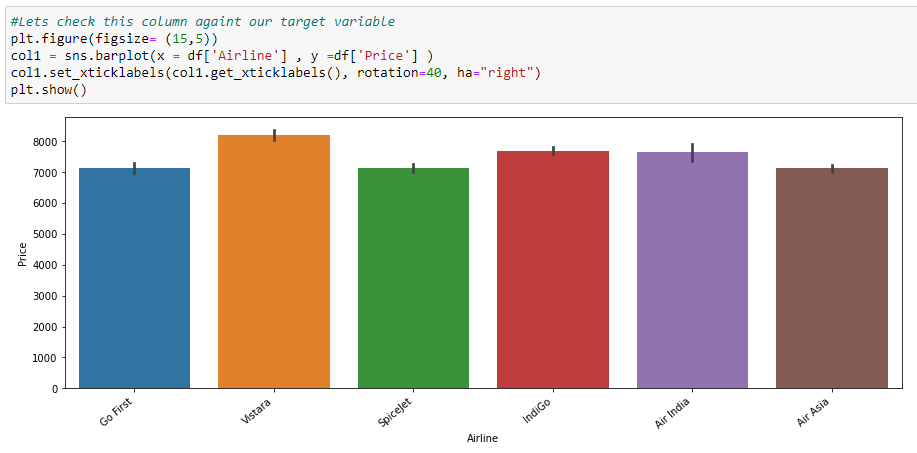 #Lets check this column againt our target variable
plt.figure(figsize= (15,5))
col1 = sns.barplot(x = df['Airline'] , y =df['Price'] )
col1.set_xticklabels(col1.get_xticklabels(), rotation=40, ha="right")
plt.show()
8000
7000
6000
5000
4000
3000
2000
1000
0
Price
Go First
Vistara
SpiceJet
IndiGo
Air India
Air Asia
Airline